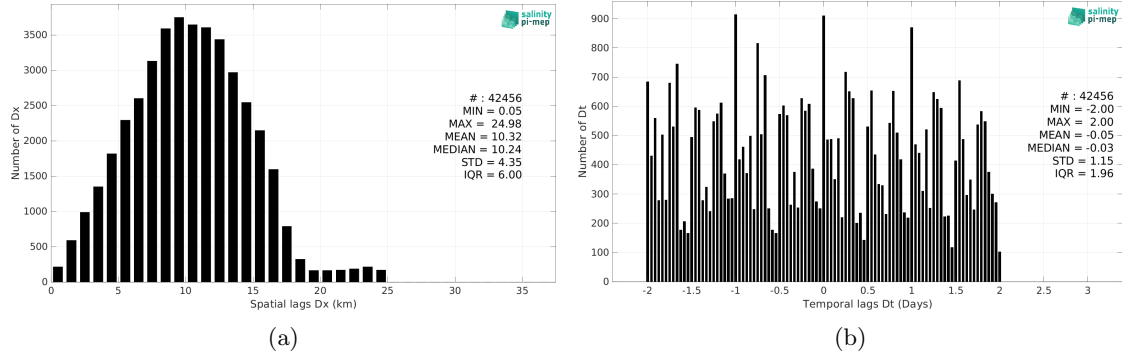 salinity
pi-mep
3500
3000
2500
2000
1500
1000
500
0
Number of Dx
# : 42456
MIN = 0.05
MAX = 24.98
MEAN = 10.32
MEDIAN = 10.24
STD = 4.35
IQR = 6.00
0 5 10 15 20 25 30 35
Spatial lags Dx (km)
(a)
salinity
pi-mep
900
800
700
600
500
400
300
200
100
0
Number of Dt
# : 42456
MIN = -2.00
MAX = 2.00
MEAN = -0.05
MEDIAN = -0.03
STD = 1.15
IQR = 1.96
-2 -1.5 -1 -0.5 0 0.5 1 1.5 2 2.5 3
Temporal lags Dt (Days)
(b)